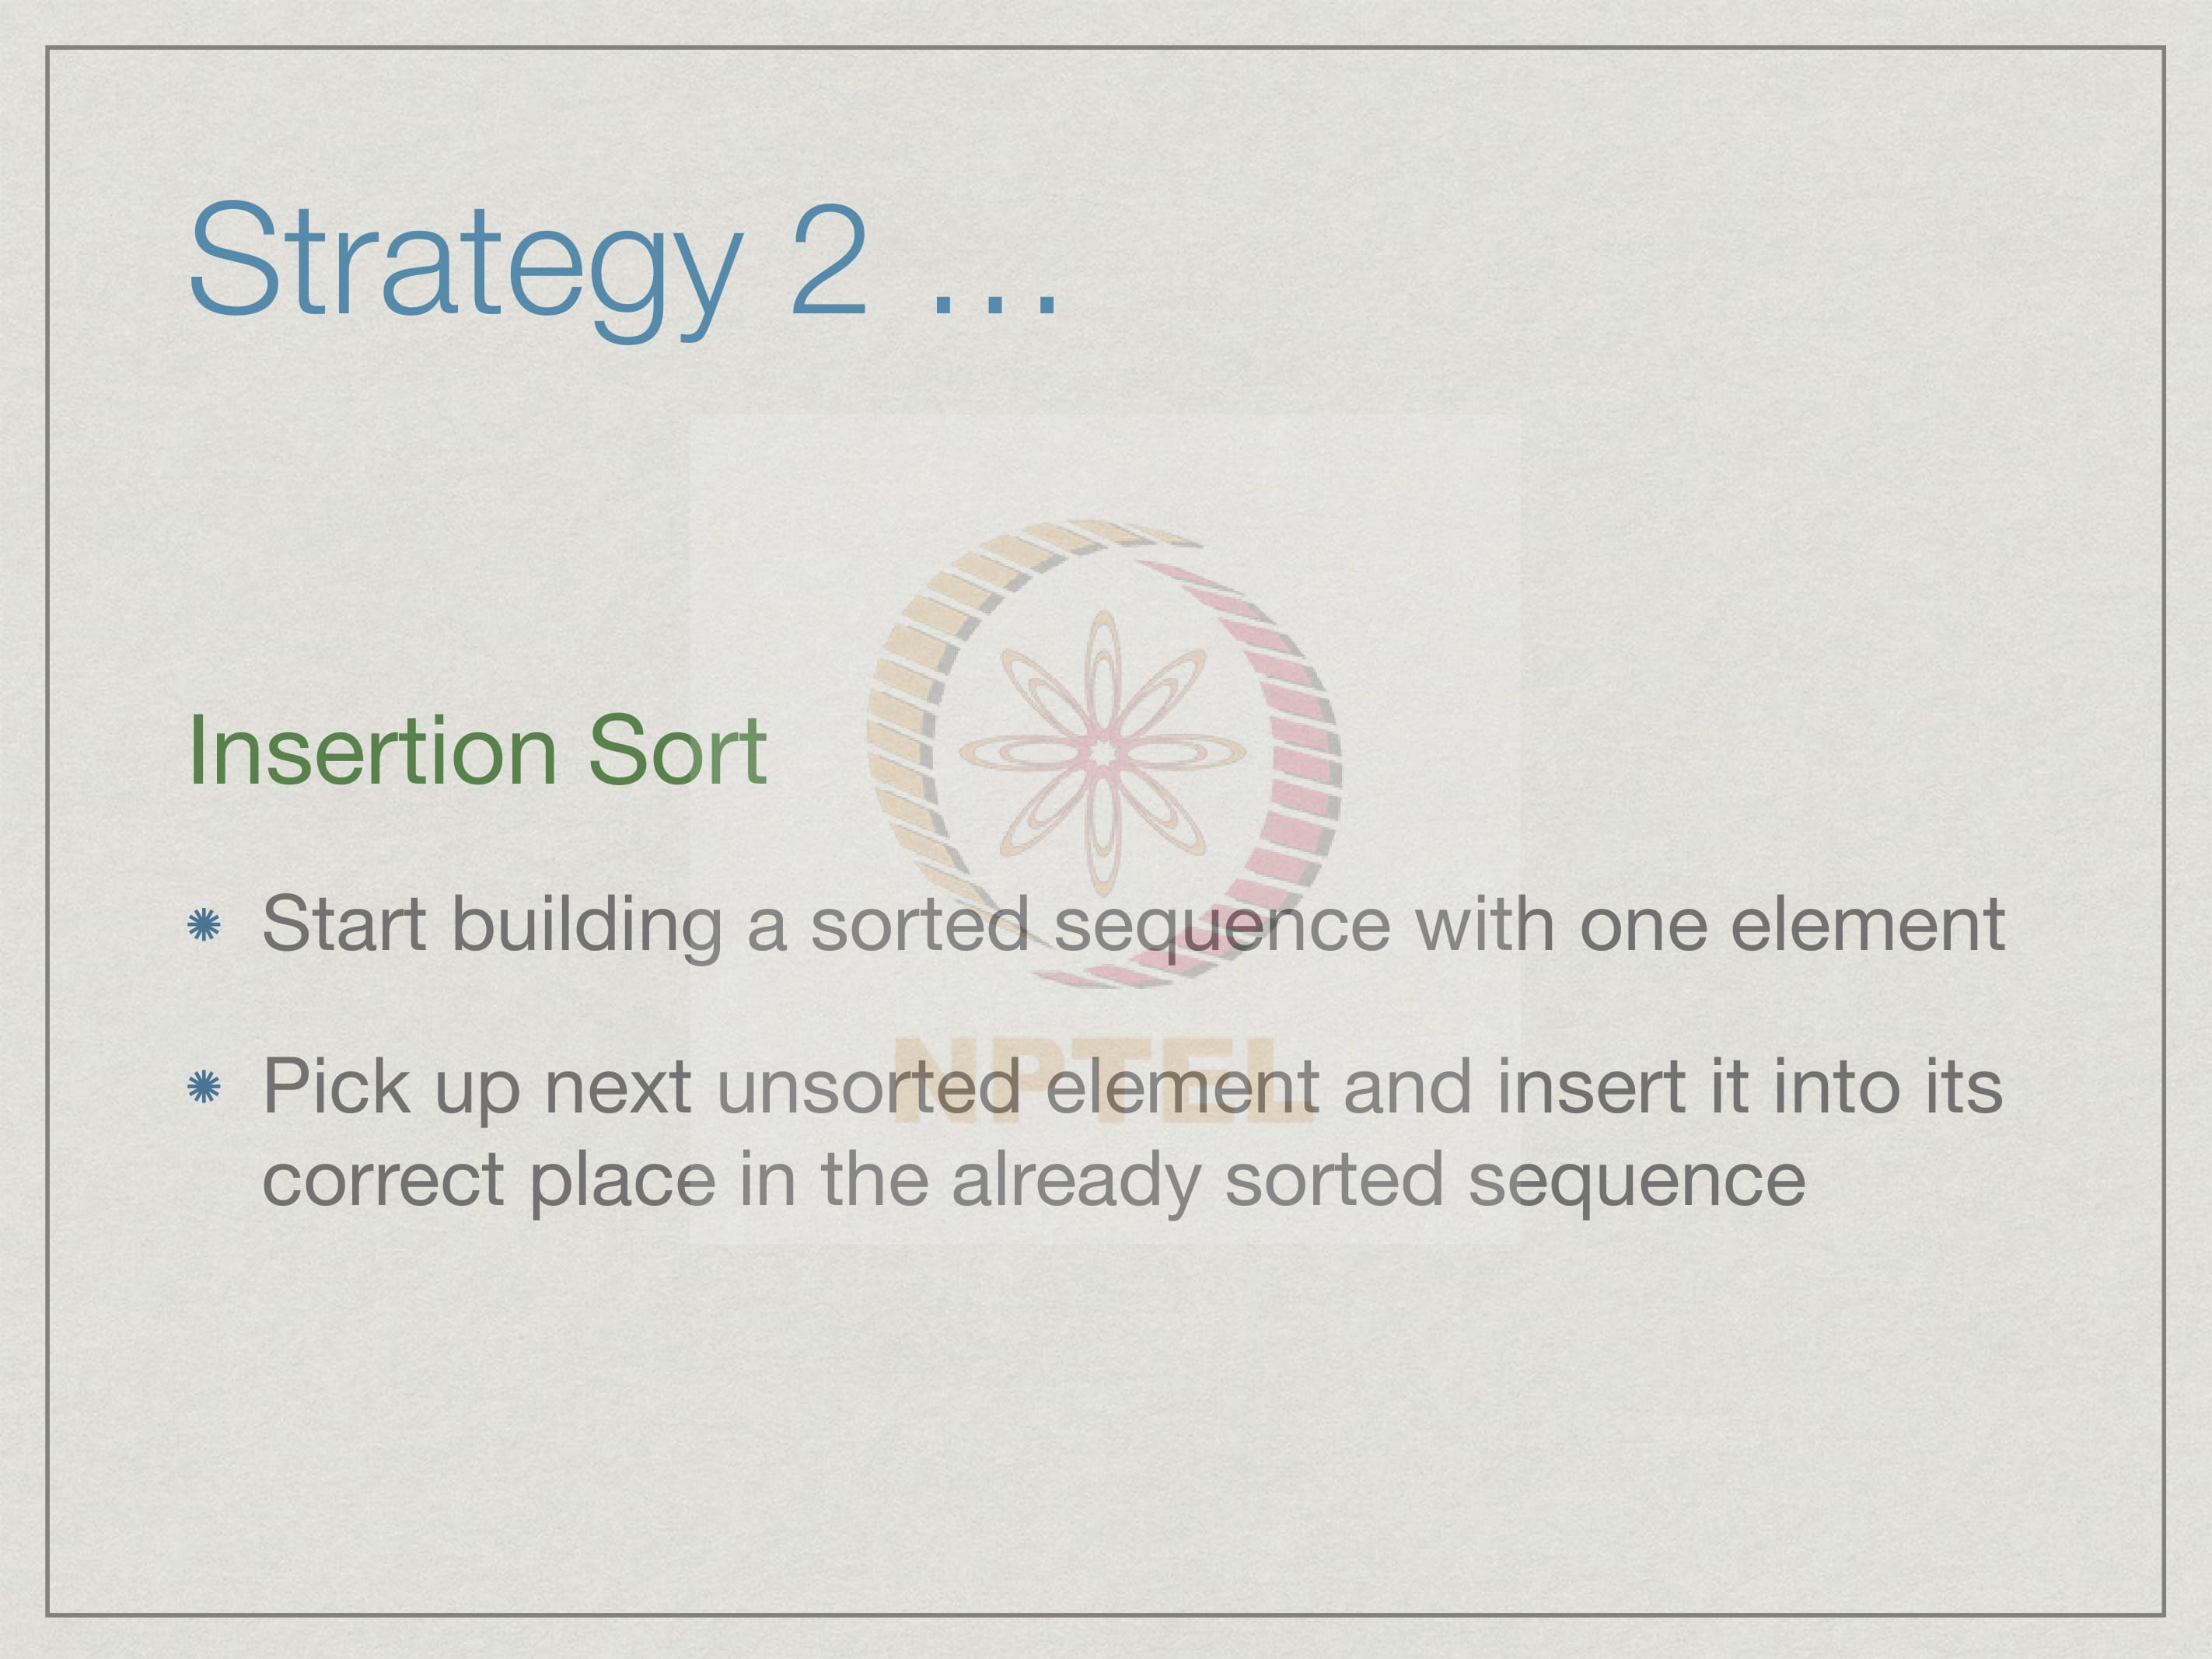 Strategy 2 ...
Insertion Sort
Start building a sorted sequence with one element
NPTEL
Pick up next unsorted element and insert it into its
correct place in the already sorted sequence